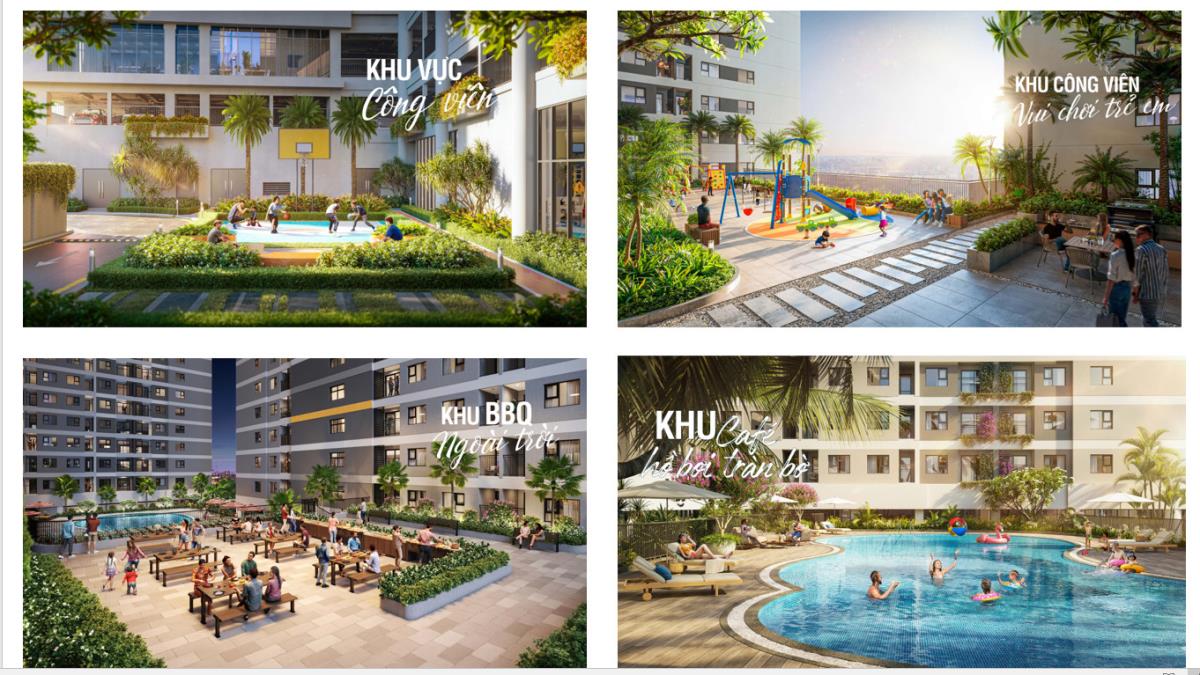 KHU VỰC
Công viên
KHU CÔNG VIÊN
Vui chơi trẻ em
KHU BBQ
Ngoài trời
KHU Café
hồ bơi tràn bờ